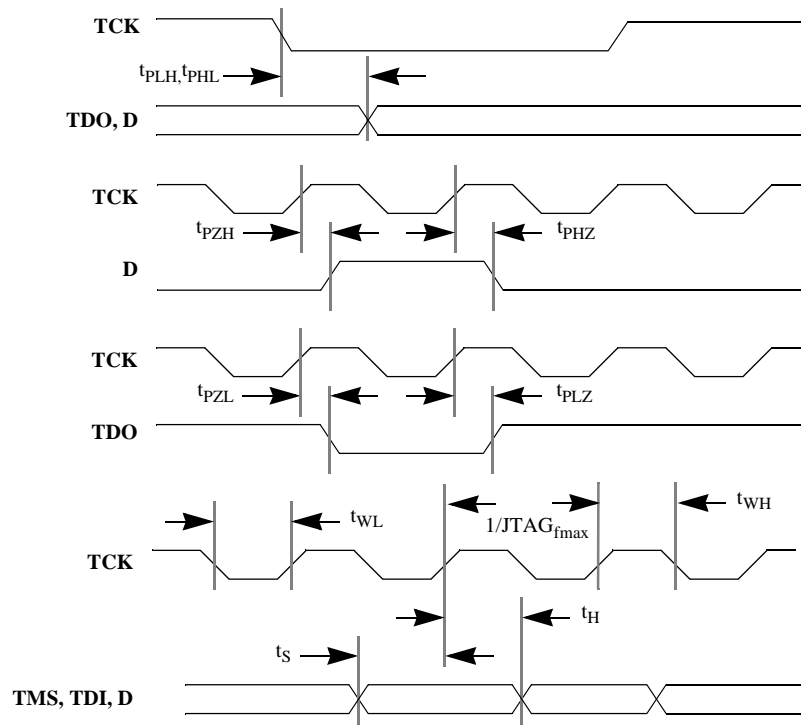 TCK
tPLH,tPHL
TDO, D
TCK
tPZH
tPHZ
D
TCK
tPZL
tPLZ
TDO
tWL
tWH
1/JTAGfmax
TCK
tH
tS
TMS, TDI, D